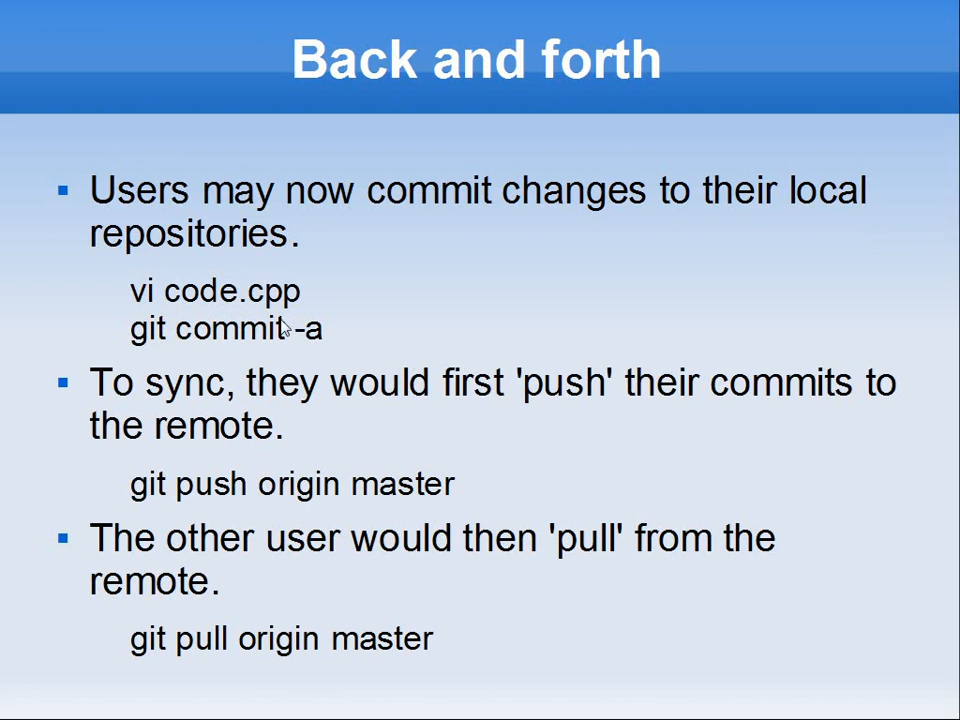 Back and forth
Users may now commit changes to their local
repositories.
vi code.cpp
git commit -a
To sync, they would first 'push' their commits to
the remote.
git push origin master
The other user would then 'pull' from the
remote.
git pull origin master